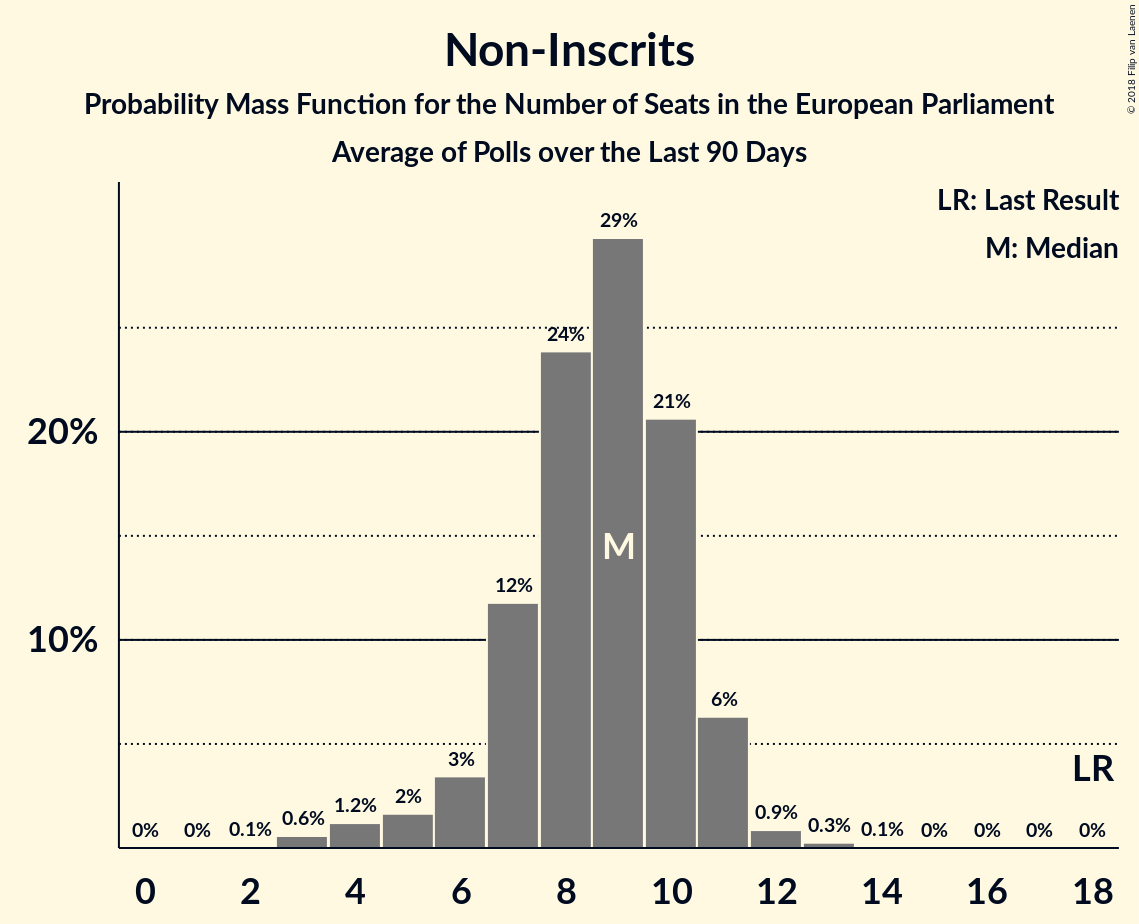 Non-Inscrits
Probability Mass Function for the Number of Seats in the European Parliament
Average of Polls over the Last 90 Days
© 2018 Filip van Laenen
LR: Last Result
M: Median
20%
10%
0%
0%
0.1%
0.6%
1.2%
2%
3%
12%
24%
29%
21%
6%
0.9%
0.3%
0.1%
0%
0%
0%
0%
M
LR
0 2 4 6 8 10 12 14 16 18